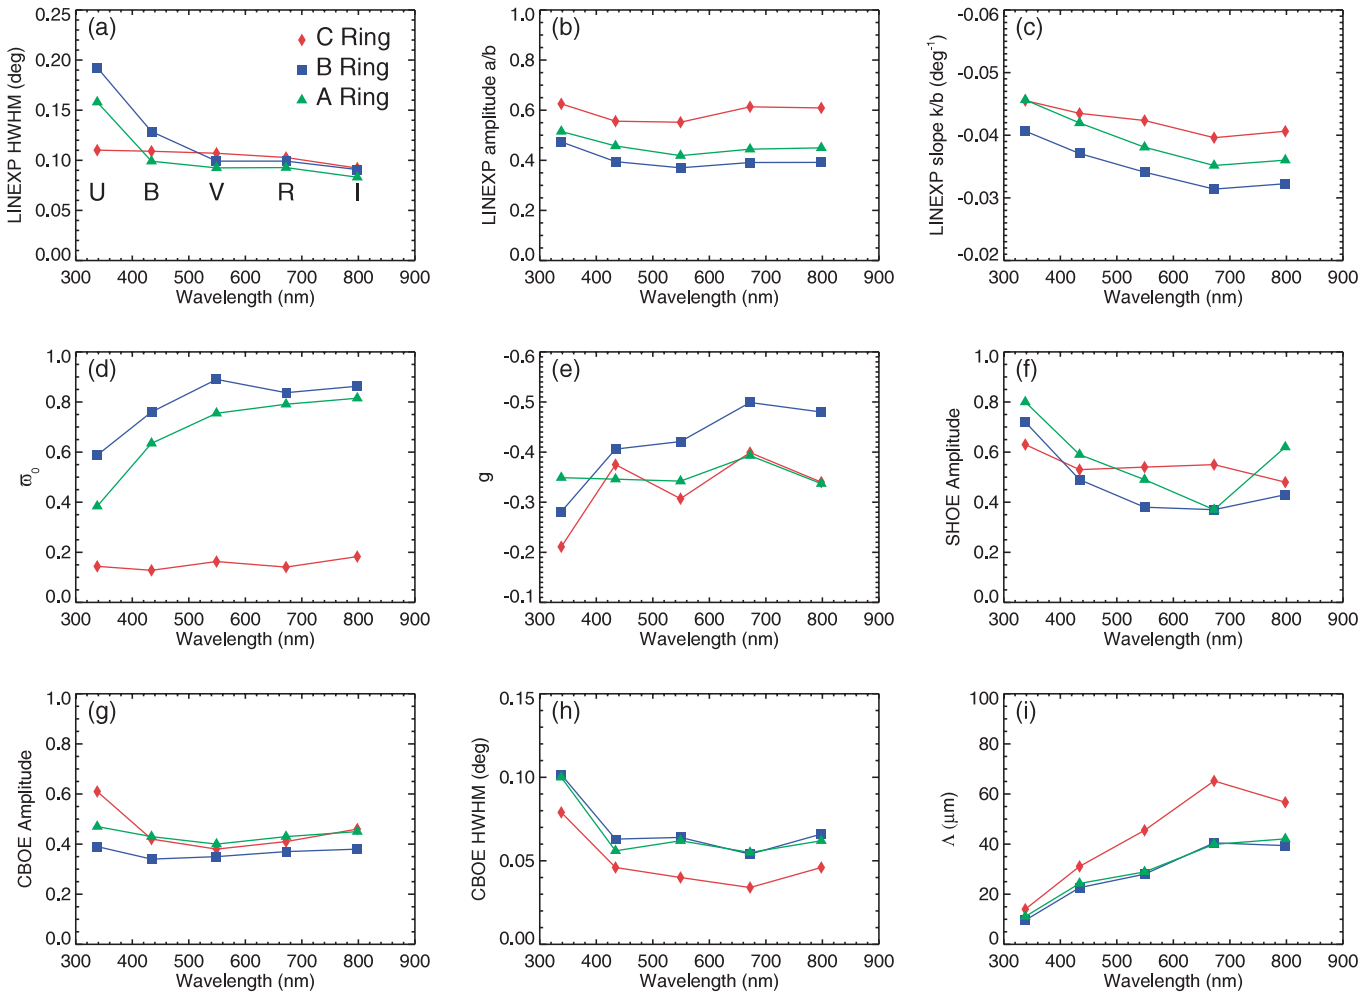 (a)
C Ring
B Ring
A Ring
U B V R I
LINEXP HWHM (deg)
0.25
0.20
0.15
0.10
0.05
0.00
300 400 500 600 700 800 900
Wavelength (nm)
(b)
LINEXP amplitude a/b
1.0
0.8
0.6
0.4
0.2
0.0
300 400 500 600 700 800 900
Wavelength (nm)
(c)
LINEXP slope k/b (deg⁻¹)
-0.06
-0.05
-0.04
-0.03
-0.02
300 400 500 600 700 800 900
Wavelength (nm)
(d)
ϖ₀
1.0
0.8
0.6
0.4
0.2
0.0
300 400 500 600 700 800 900
Wavelength (nm)
(e)
g
-0.6
-0.5
-0.4
-0.3
-0.2
-0.1
300 400 500 600 700 800 900
Wavelength (nm)
(f)
SHOE Amplitude
1.0
0.8
0.6
0.4
0.2
0.0
300 400 500 600 700 800 900
Wavelength (nm)
(g)
CBOE Amplitude
1.0
0.8
0.6
0.4
0.2
0.0
300 400 500 600 700 800 900
Wavelength (nm)
(h)
CBOE HWHM (deg)
0.15
0.10
0.05
0.00
300 400 500 600 700 800 900
Wavelength (nm)
(i)
Λ (μm)
100
80
60
40
20
0
300 400 500 600 700 800 900
Wavelength (nm)